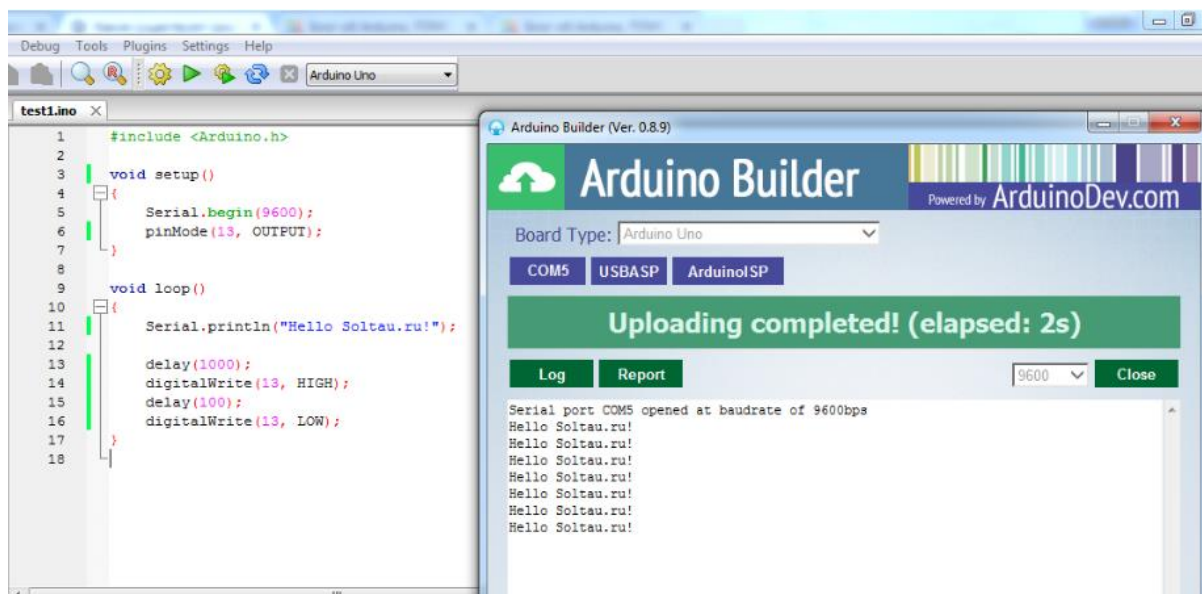 Debug Tools Plugins Settings Help
Arduino Uno
test1.ino
1 #include <Arduino.h>
2
3 void setup()
4 {
5 Serial.begin(9600);
6 pinMode(13, OUTPUT);
7 }
8
9 void loop()
10 {
11 Serial.println("Hello Soltau.ru!");
12
13 delay(1000);
14 digitalWrite(13, HIGH);
15 delay(100);
16 digitalWrite(13, LOW);
17 }
18
Arduino Builder (Ver. 0.8.9)
Arduino Builder
Powered by ArduinoDev.com
Board Type: Arduino Uno
COM5 USBASP ArduinoISP
Uploading completed! (elapsed: 2s)
Log Report 9600 Close
Serial port COM5 opened at baudrate of 9600bps
Hello Soltau.ru!
Hello Soltau.ru!
Hello Soltau.ru!
Hello Soltau.ru!
Hello Soltau.ru!
Hello Soltau.ru!
Hello Soltau.ru!